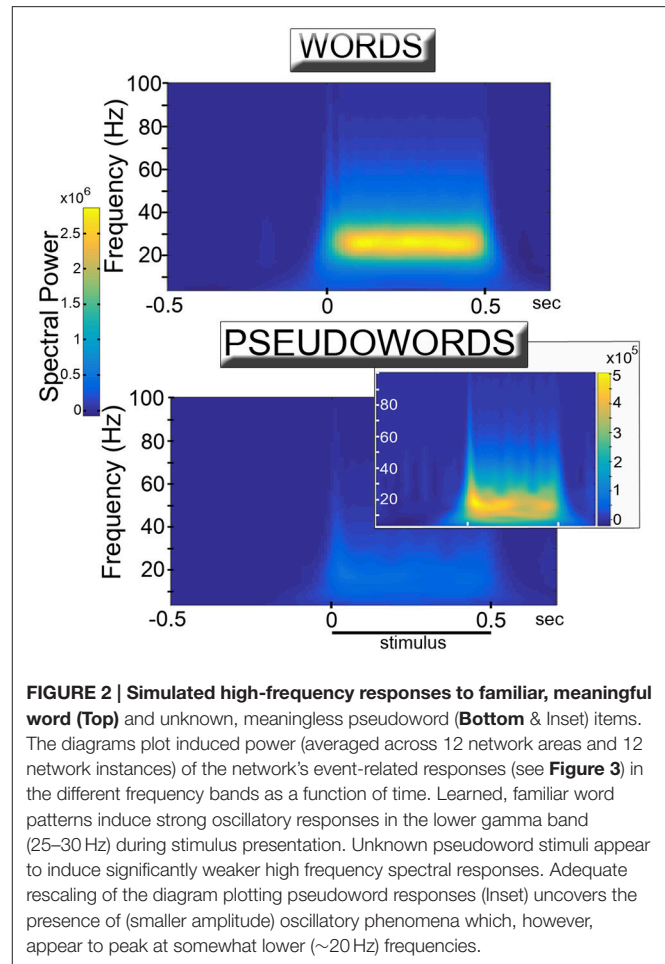 WORDS
Frequency (Hz)
100
80
60
40
20
-0.5
0
0.5
sec
Spectral Power
x10⁶
2.5
2
1.5
1
0.5
0
PSEUDOWORDS
Frequency (Hz)
100
80
60
40
20
-0.5
0
0.5
sec
stimulus
80
60
40
20
x10⁵
5
4
3
2
1
0
FIGURE 2 | Simulated high-frequency responses to familiar, meaningful
word (Top) and unknown, meaningless pseudoword (Bottom & Inset) items.
The diagrams plot induced power (averaged across 12 network areas and 12
network instances) of the network's event-related responses (see Figure 3) in
the different frequency bands as a function of time. Learned, familiar word
patterns induce strong oscillatory responses in the lower gamma band
(25–30 Hz) during stimulus presentation. Unknown pseudoword stimuli appear
to induce significantly weaker high frequency spectral responses. Adequate
rescaling of the diagram plotting pseudoword responses (Inset) uncovers the
presence of (smaller amplitude) oscillatory phenomena which, however,
appear to peak at somewhat lower (∼20 Hz) frequencies.